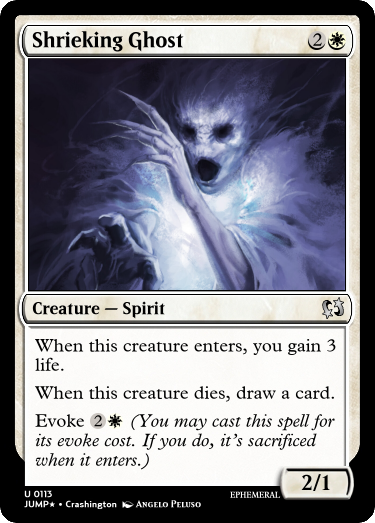 Shrieking Ghost 2
Creature — Spirit
When this creature enters, you gain 3
life.
When this creature dies, draw a card.
Evoke 2 (You may cast this spell for
its evoke cost. If you do, it's sacrificed
when it enters.)
2/1
U 0113 EPHEMERAL
JUMP★ • Crashington Angelo Peluso